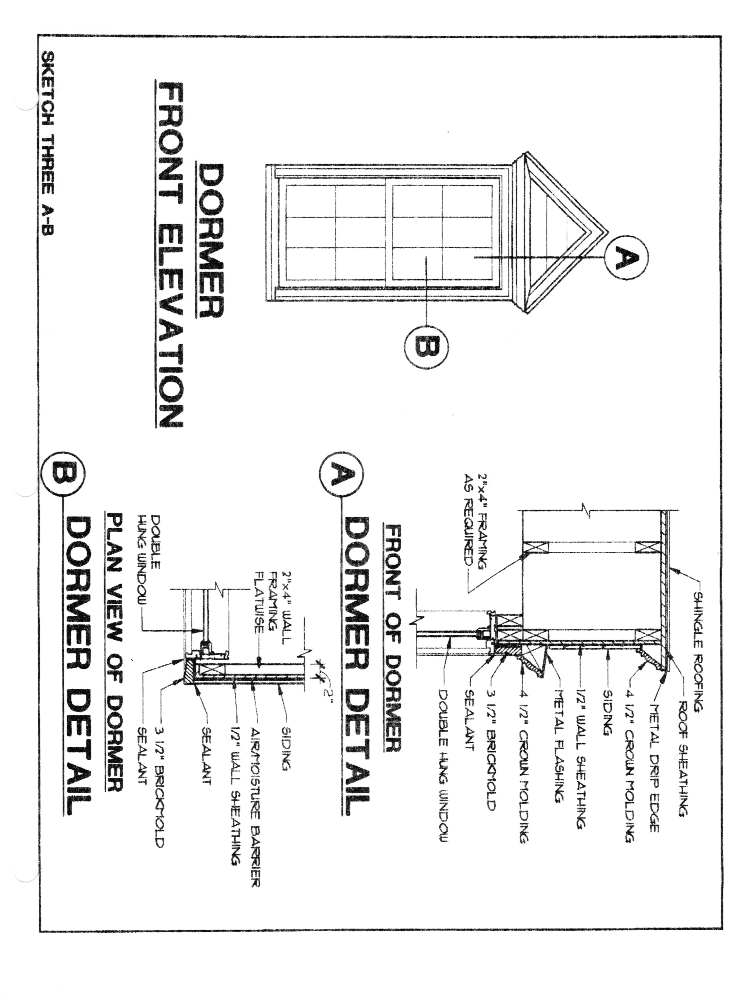 A
B
DORMER
FRONT ELEVATION
SKETCH THREE A-B
SHINGLE ROOFING
ROOF SHEATHING
METAL DRIP EDGE
4 1/2" CROWN MOLDING
SIDING
1/2" WALL SHEATHING
METAL FLASHING
4 1/2" CROWN MOLDING
3 1/2" BRICKMOLD
SEALANT
DOUBLE HUNG WINDOW
2"x4" FRAMING
AS REQUIRED
FRONT OF DORMER
A
DORMER DETAIL
2"
2"x4" WALL
FRAMING
FLATWISE
SIDING
AIRMOISTURE BARRIER
1/2" WALL SHEATHING
SEALANT
3 1/2" BRICKMOLD
SEALANT
DOUBLE
HUNG WINDOW
PLAN VIEW OF DORMER
B
DORMER DETAIL